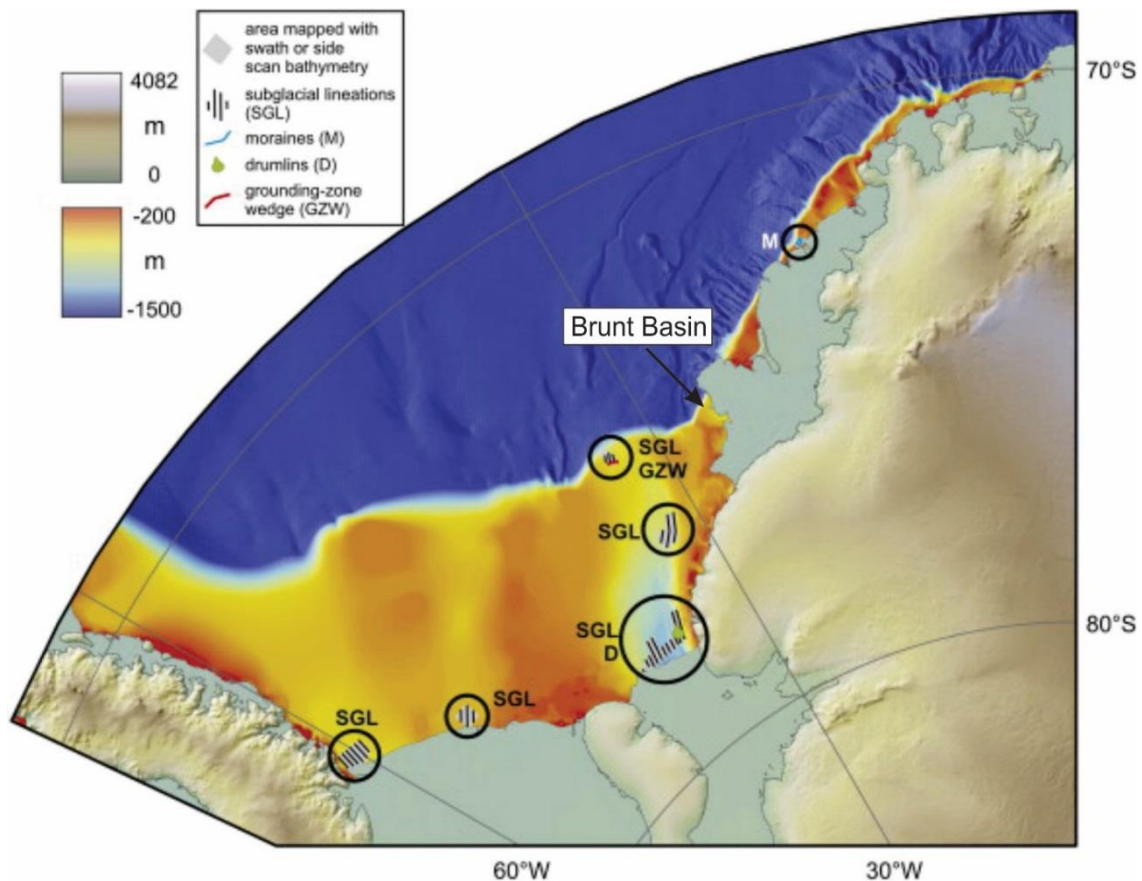 4082
m
0
-200
m
-1500
area mapped with
swath or side
scan bathymetry
subglacial lineations
(SGL)
moraines (M)
drumlins (D)
grounding-zone
wedge (GZW)
70°S
M
Brunt Basin
SGL
GZW
SGL
SGL
D
80°S
SGL
SGL
60°W
30°W